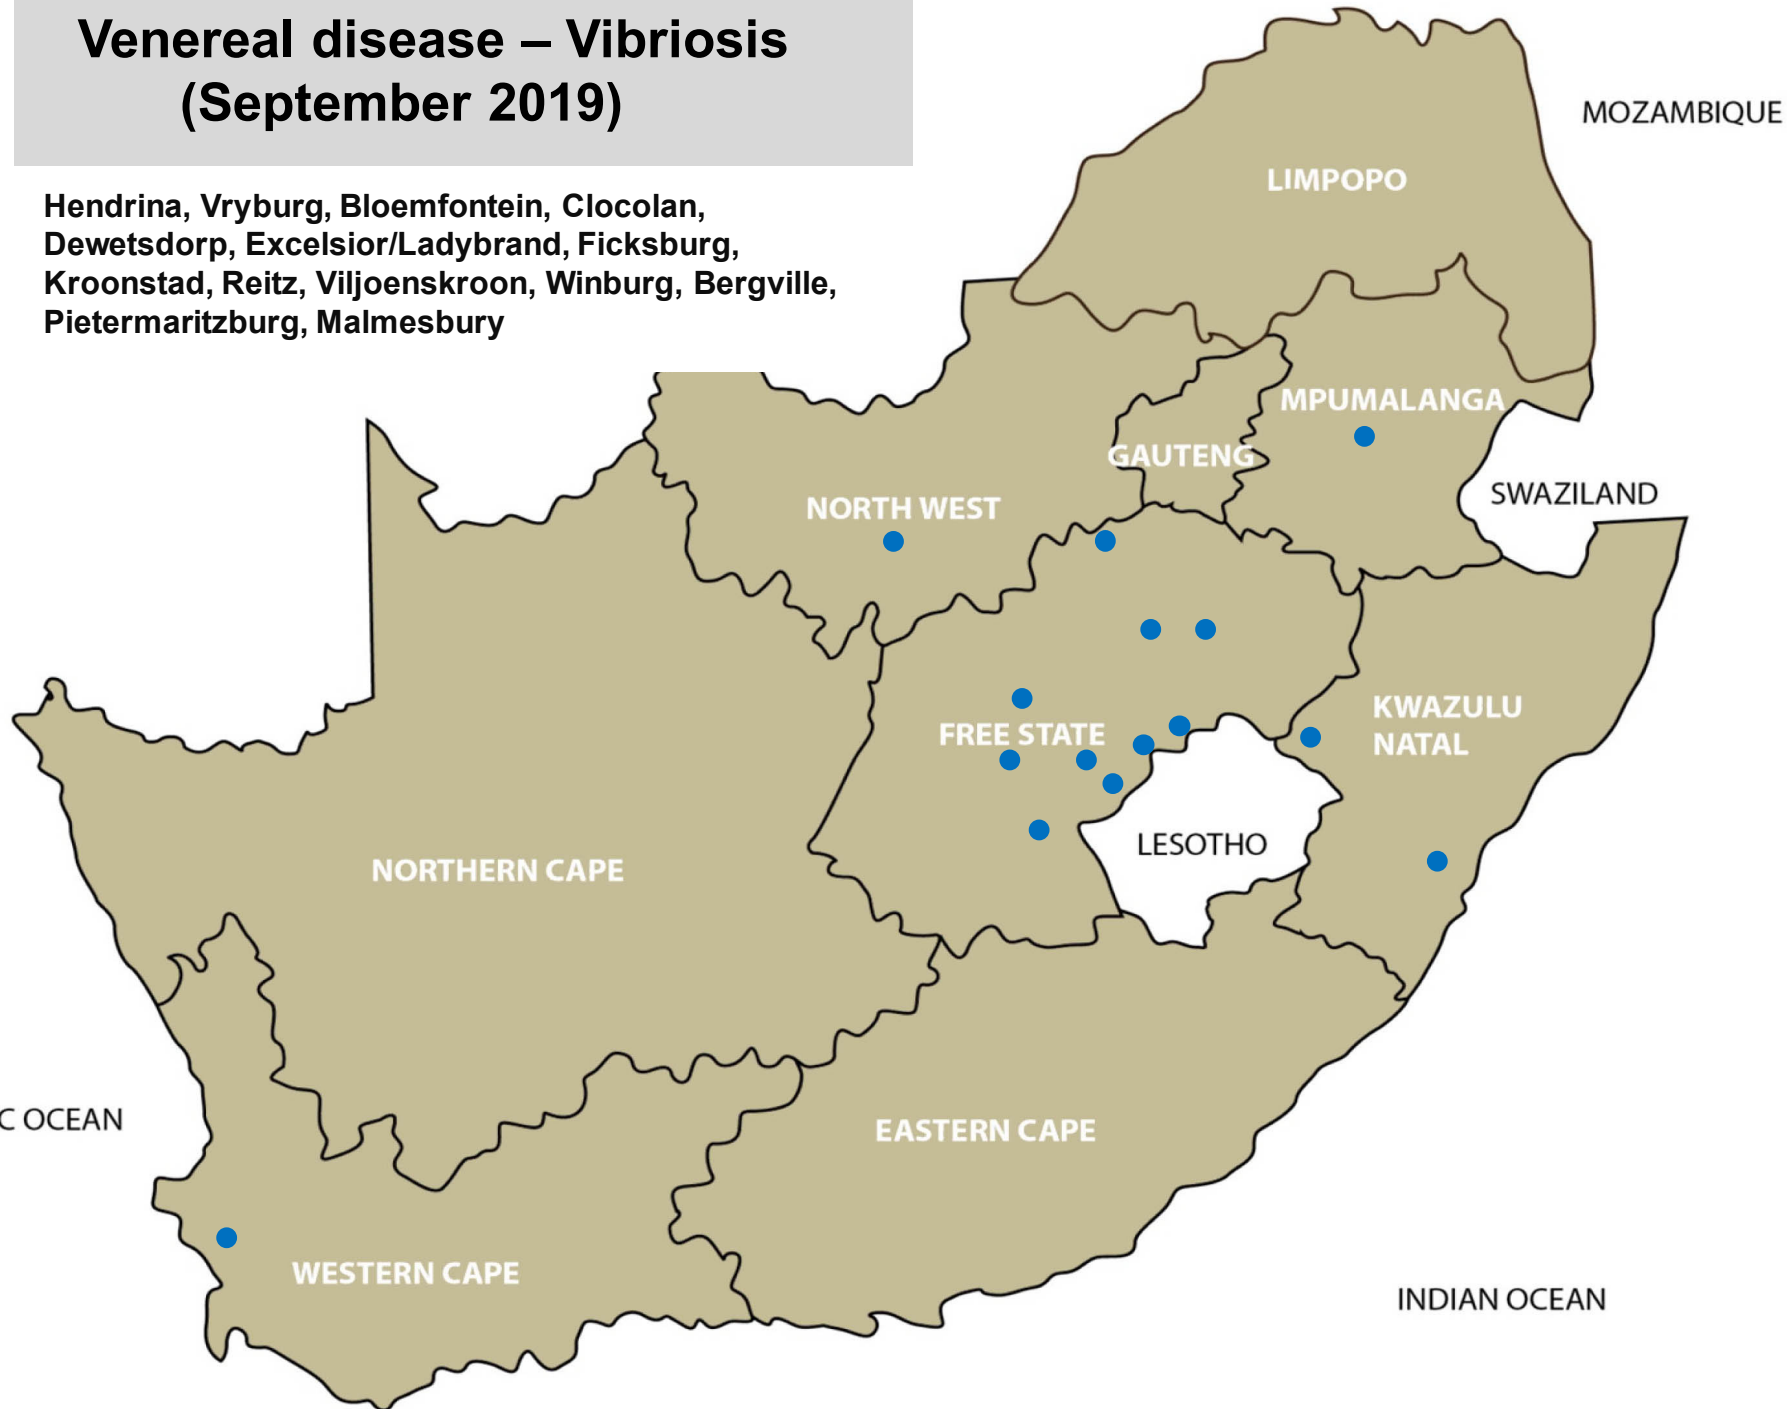 Venereal disease – Vibriosis
(September 2019)
Hendrina, Vryburg, Bloemfontein, Clocolan,
Dewetsdorp, Excelsior/Ladybrand, Ficksburg,
Kroonstad, Reitz, Viljoenskroon, Winburg, Bergville,
Pietermaritzburg, Malmesbury
MOZAMBIQUE
LIMPOPO
MPUMALANGA
GAUTENG
SWAZILAND
NORTH WEST
KWAZULU
NATAL
FREE STATE
LESOTHO
NORTHERN CAPE
C OCEAN
EASTERN CAPE
WESTERN CAPE
INDIAN OCEAN